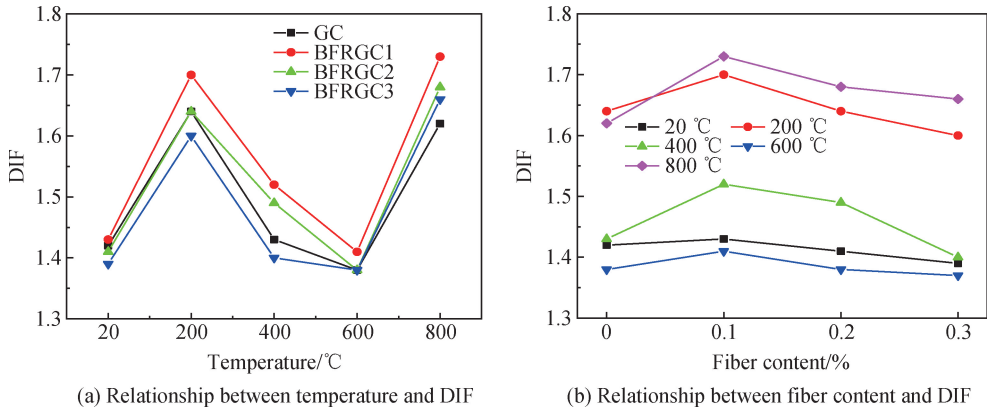 1.8
1.7
1.6
1.5
1.4
1.3
DIF
GC
BFRGC1
BFRGC2
BFRGC3
20
200
400
600
800
Temperature/℃
(a) Relationship between temperature and DIF
1.8
1.7
1.6
1.5
1.4
1.3
DIF
20 ℃
200 ℃
400 ℃
600 ℃
800 ℃
0
0.1
0.2
0.3
Fiber content/%
(b) Relationship between fiber content and DIF